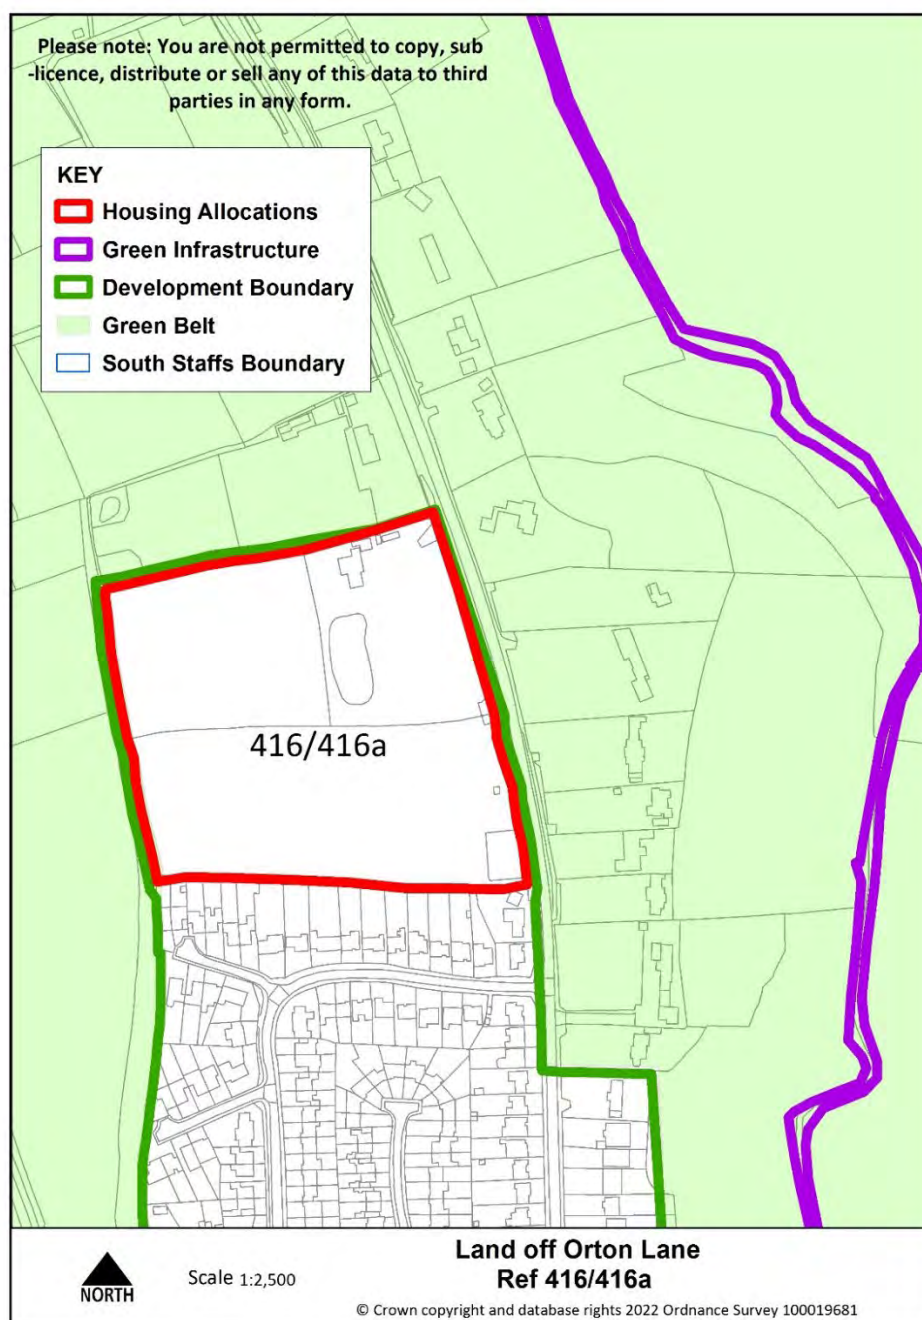 Please note: You are not permitted to copy, sub
-licence, distribute or sell any of this data to third
parties in any form.
KEY
Housing Allocations
Green Infrastructure
Development Boundary
Green Belt
South Staffs Boundary
416/416a
NORTH
Scale 1:2,500
Land off Orton Lane
Ref 416/416a
© Crown copyright and database rights 2022 Ordnance Survey 100019681